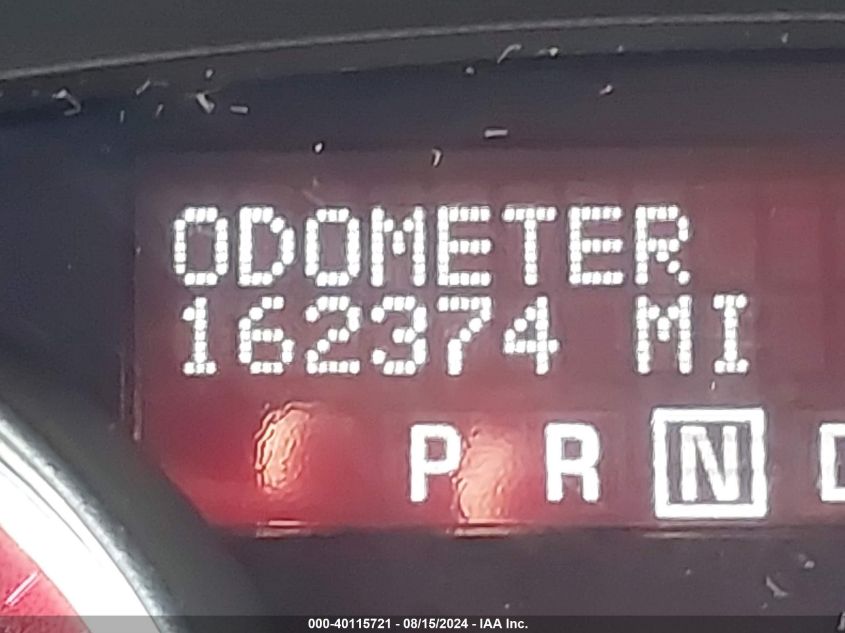 ODOMETER
162374 MI
P R N D
000-40115721 - 08/15/2024 - IAA Inc.